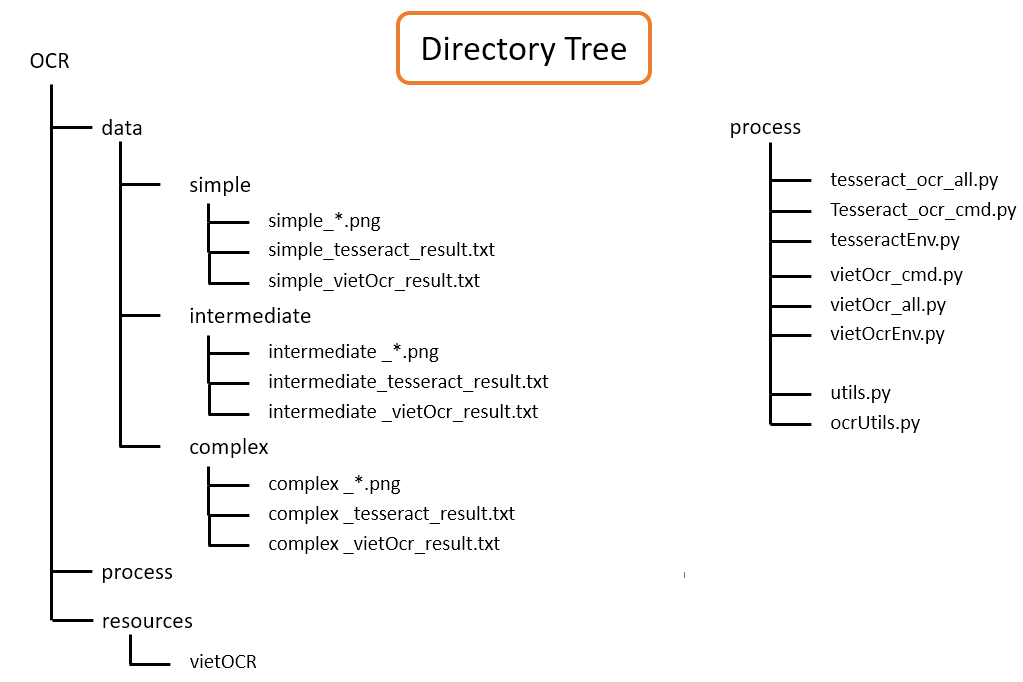 Directory Tree
OCR
data
simple
simple_*.png
simple_tesseract_result.txt
simple_vietOcr_result.txt
intermediate
intermediate _*.png
intermediate_tesseract_result.txt
intermediate _vietOcr_result.txt
complex
complex _*.png
complex _tesseract_result.txt
complex _vietOcr_result.txt
process
resources
vietOCR
process
tesseract_ocr_all.py
Tesseract_ocr_cmd.py
tesseractEnv.py
vietOcr_cmd.py
vietOcr_all.py
vietOcrEnv.py
utils.py
ocrUtils.py